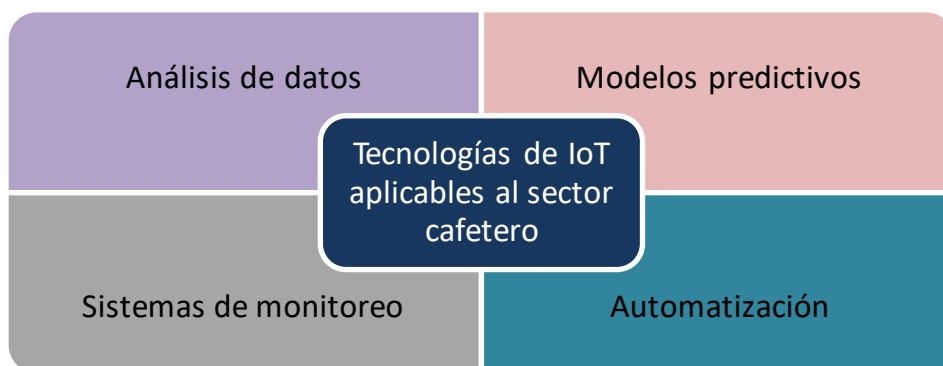 Análisis de datos
Modelos predictivos
Tecnologías de IoT
aplicables al sector
cafetero
Sistemas de monitoreo
Automatización